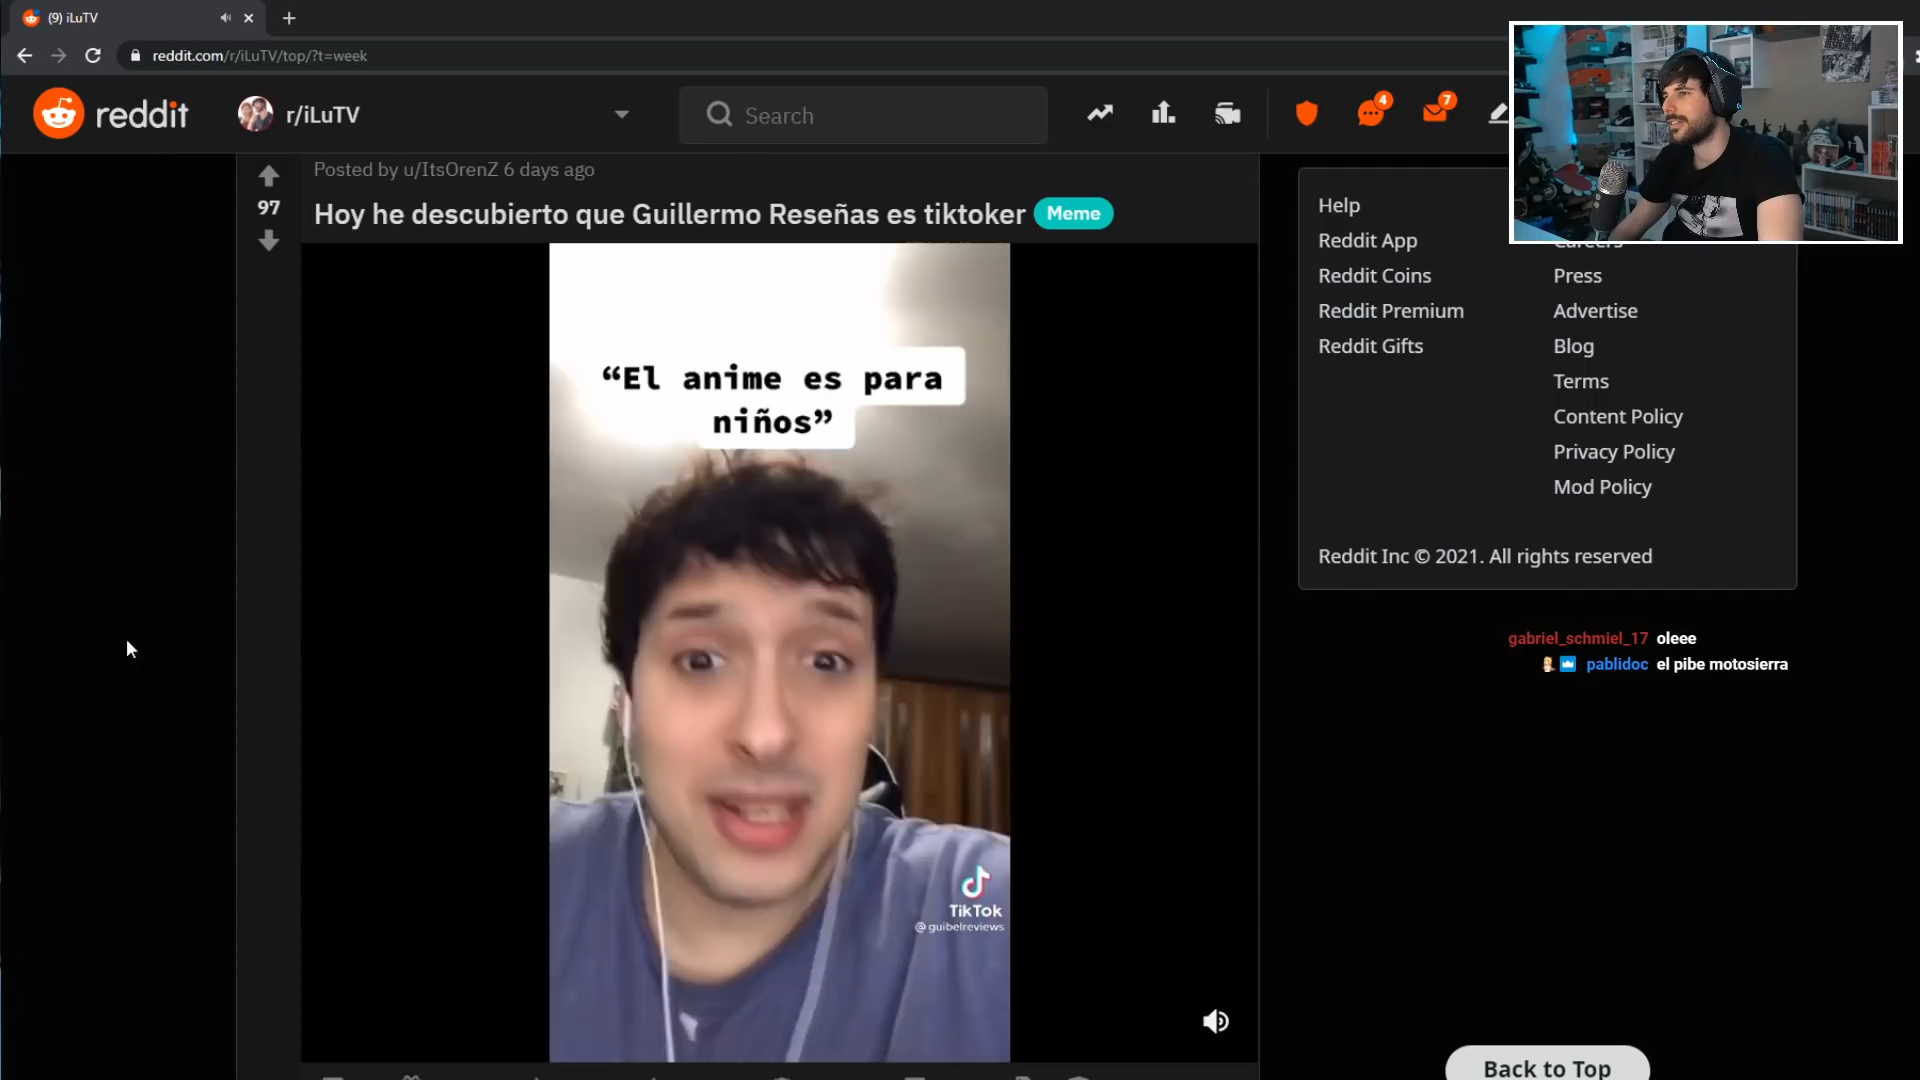 (9) iLuTV
reddit.com/r/iLuTV/top/?t=week
reddit
r/iLuTV
Search
4
7
Posted by u/ItsOrenZ 6 days ago
97
Hoy he descubierto que Guillermo Reseñas es tiktoker
Meme
“El anime es para
niños”
TikTok
@guibelreviews
Help
Reddit App
Careers
Reddit Coins
Press
Reddit Premium
Advertise
Reddit Gifts
Blog
Terms
Content Policy
Privacy Policy
Mod Policy
Reddit Inc © 2021. All rights reserved
gabriel_schmiel_17 oleee
pablidoc el pibe motosierra
Back to Top